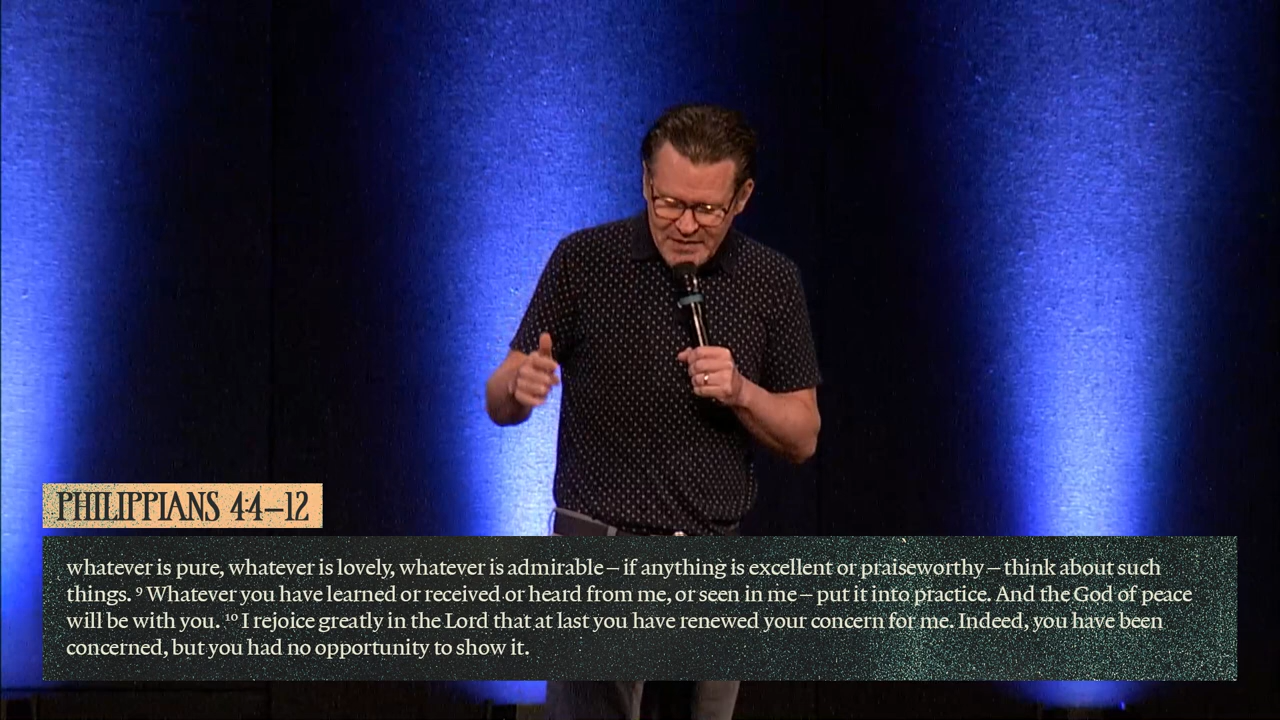 PHILIPPIANS 4:4–12
whatever is pure, whatever is lovely, whatever is admirable – if anything is excellent or praiseworthy – think about such
things. ⁹ Whatever you have learned or received or heard from me, or seen in me – put it into practice. And the God of peace
will be with you. ¹⁰ I rejoice greatly in the Lord that at last you have renewed your concern for me. Indeed, you have been
concerned, but you had no opportunity to show it.